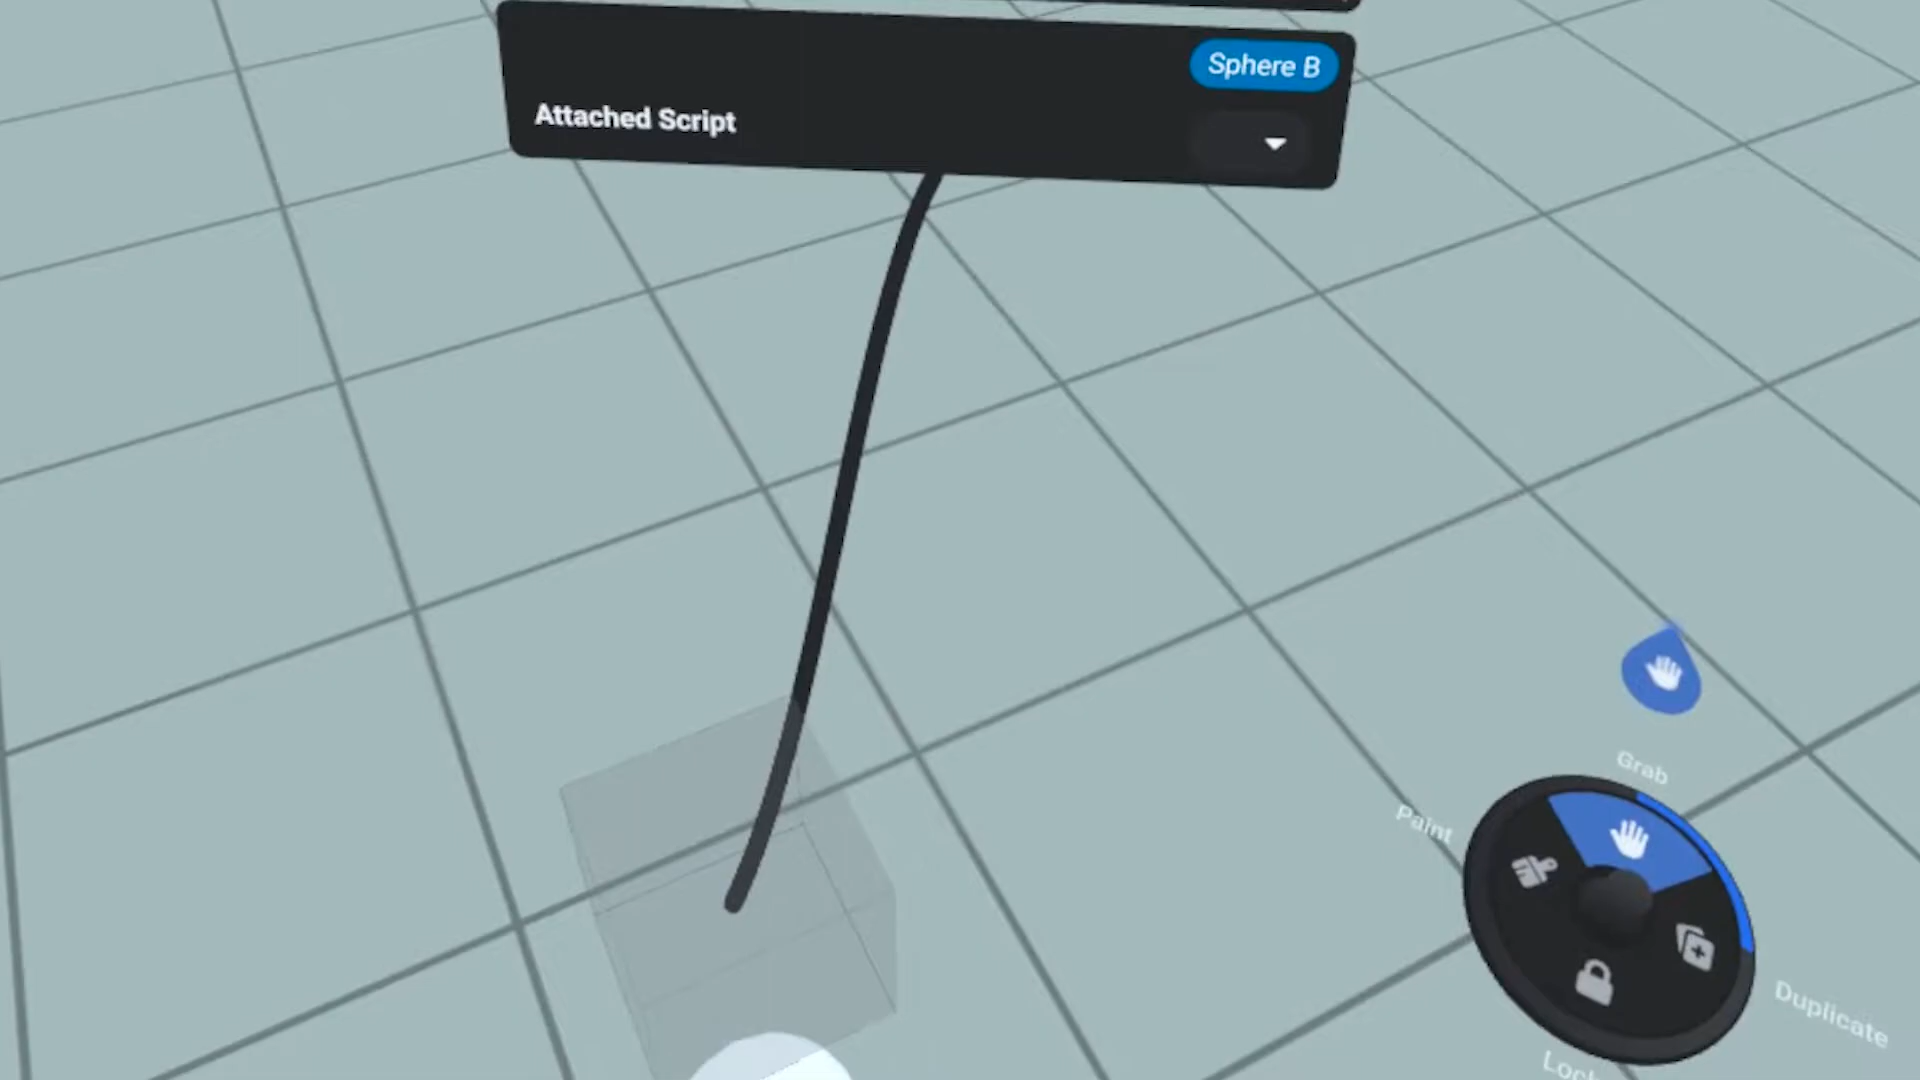 Sphere B
Attached Script
Grab
Paint
Duplicate